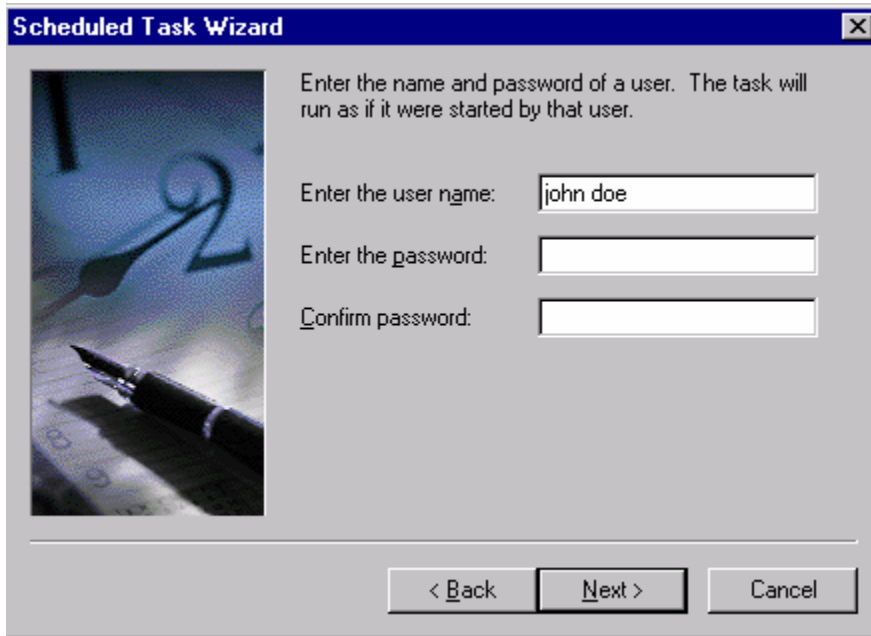 Scheduled Task Wizard
Enter the name and password of a user.  The task will
run as if it were started by that user.
Enter the user name:
john doe
Enter the password:
Confirm password:
< Back
Next >
Cancel